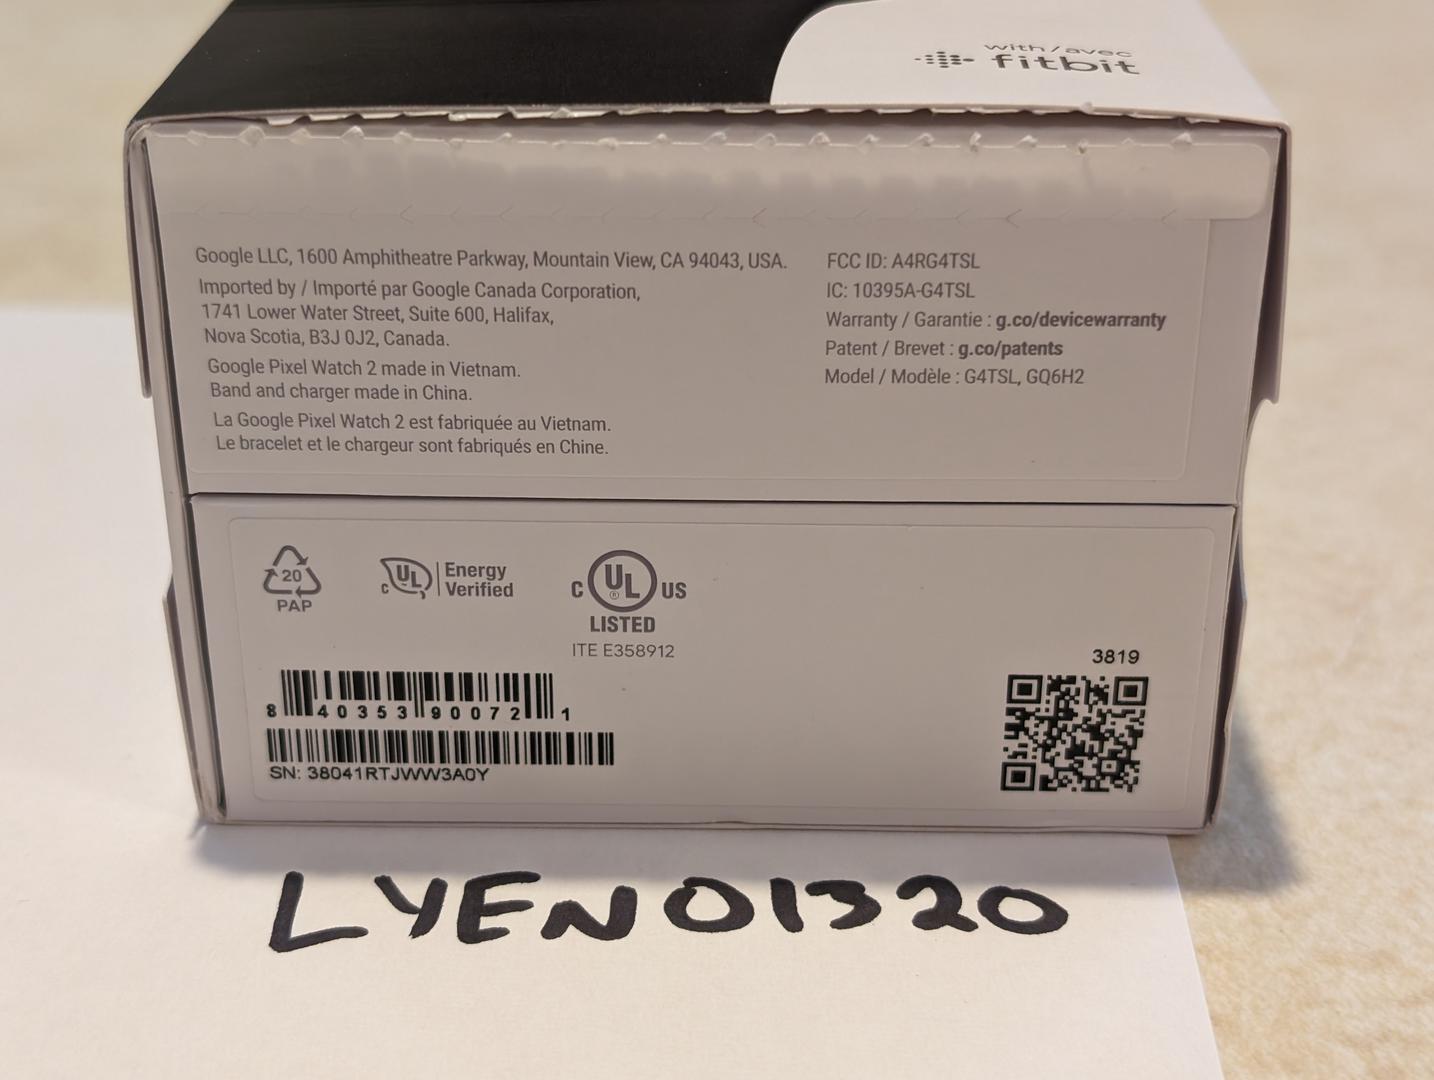 with/avec
fitbit
Google LLC, 1600 Amphitheatre Parkway, Mountain View, CA 94043, USA.
Imported by / Importé par Google Canada Corporation,
1741 Lower Water Street, Suite 600, Halifax,
Nova Scotia, B3J 0J2, Canada.
Google Pixel Watch 2 made in Vietnam.
Band and charger made in China.
La Google Pixel Watch 2 est fabriquée au Vietnam.
Le bracelet et le chargeur sont fabriqués en Chine.
FCC ID: A4RG4TSL
IC: 10395A-G4TSL
Warranty / Garantie : g.co/devicewarranty
Patent / Brevet : g.co/patents
Model / Modèle : G4TSL, GQ6H2
20
PAP
C UL
Energy
Verified
C UL® US
LISTED
ITE E358912
8 40353 90072 1
SN: 38041RTJWW3A0Y
3819
LYEN01320